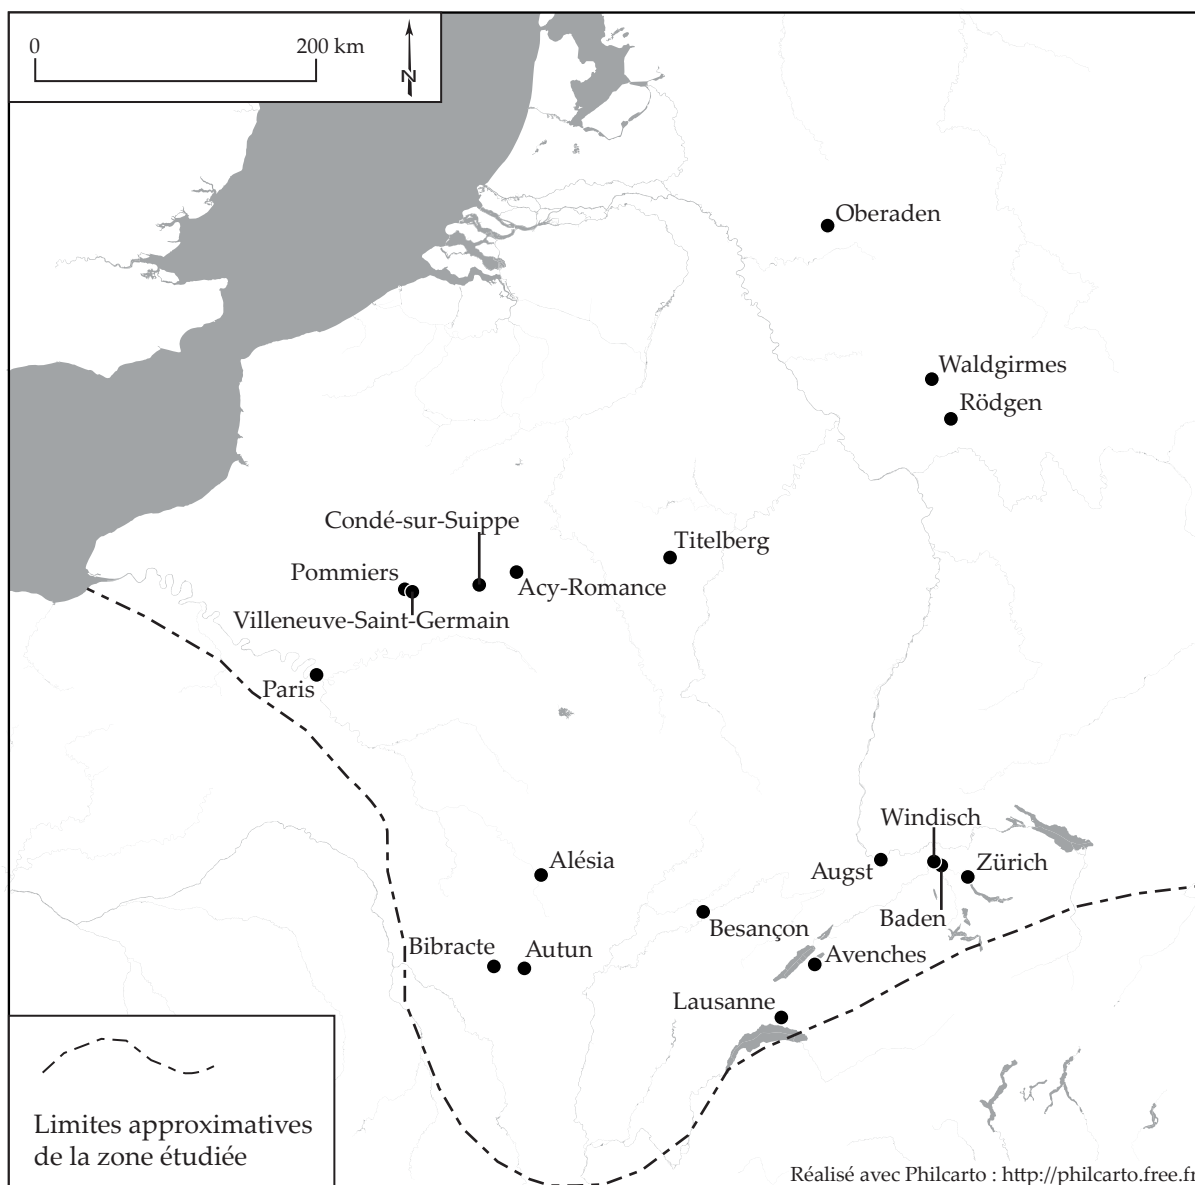 0
200 km
N
Oberaden
Waldgirmes
Rödgen
Condé-sur-Suippe
Titelberg
Pommiers
Acy-Romance
Villeneuve-Saint-Germain
Paris
Windisch
Alésia
Augst
Zürich
Baden
Besançon
Bibracte
Autun
Avenches
Lausanne
Limites approximatives
de la zone étudiée
Réalisé avec Philcarto : http://philcarto.free.fr